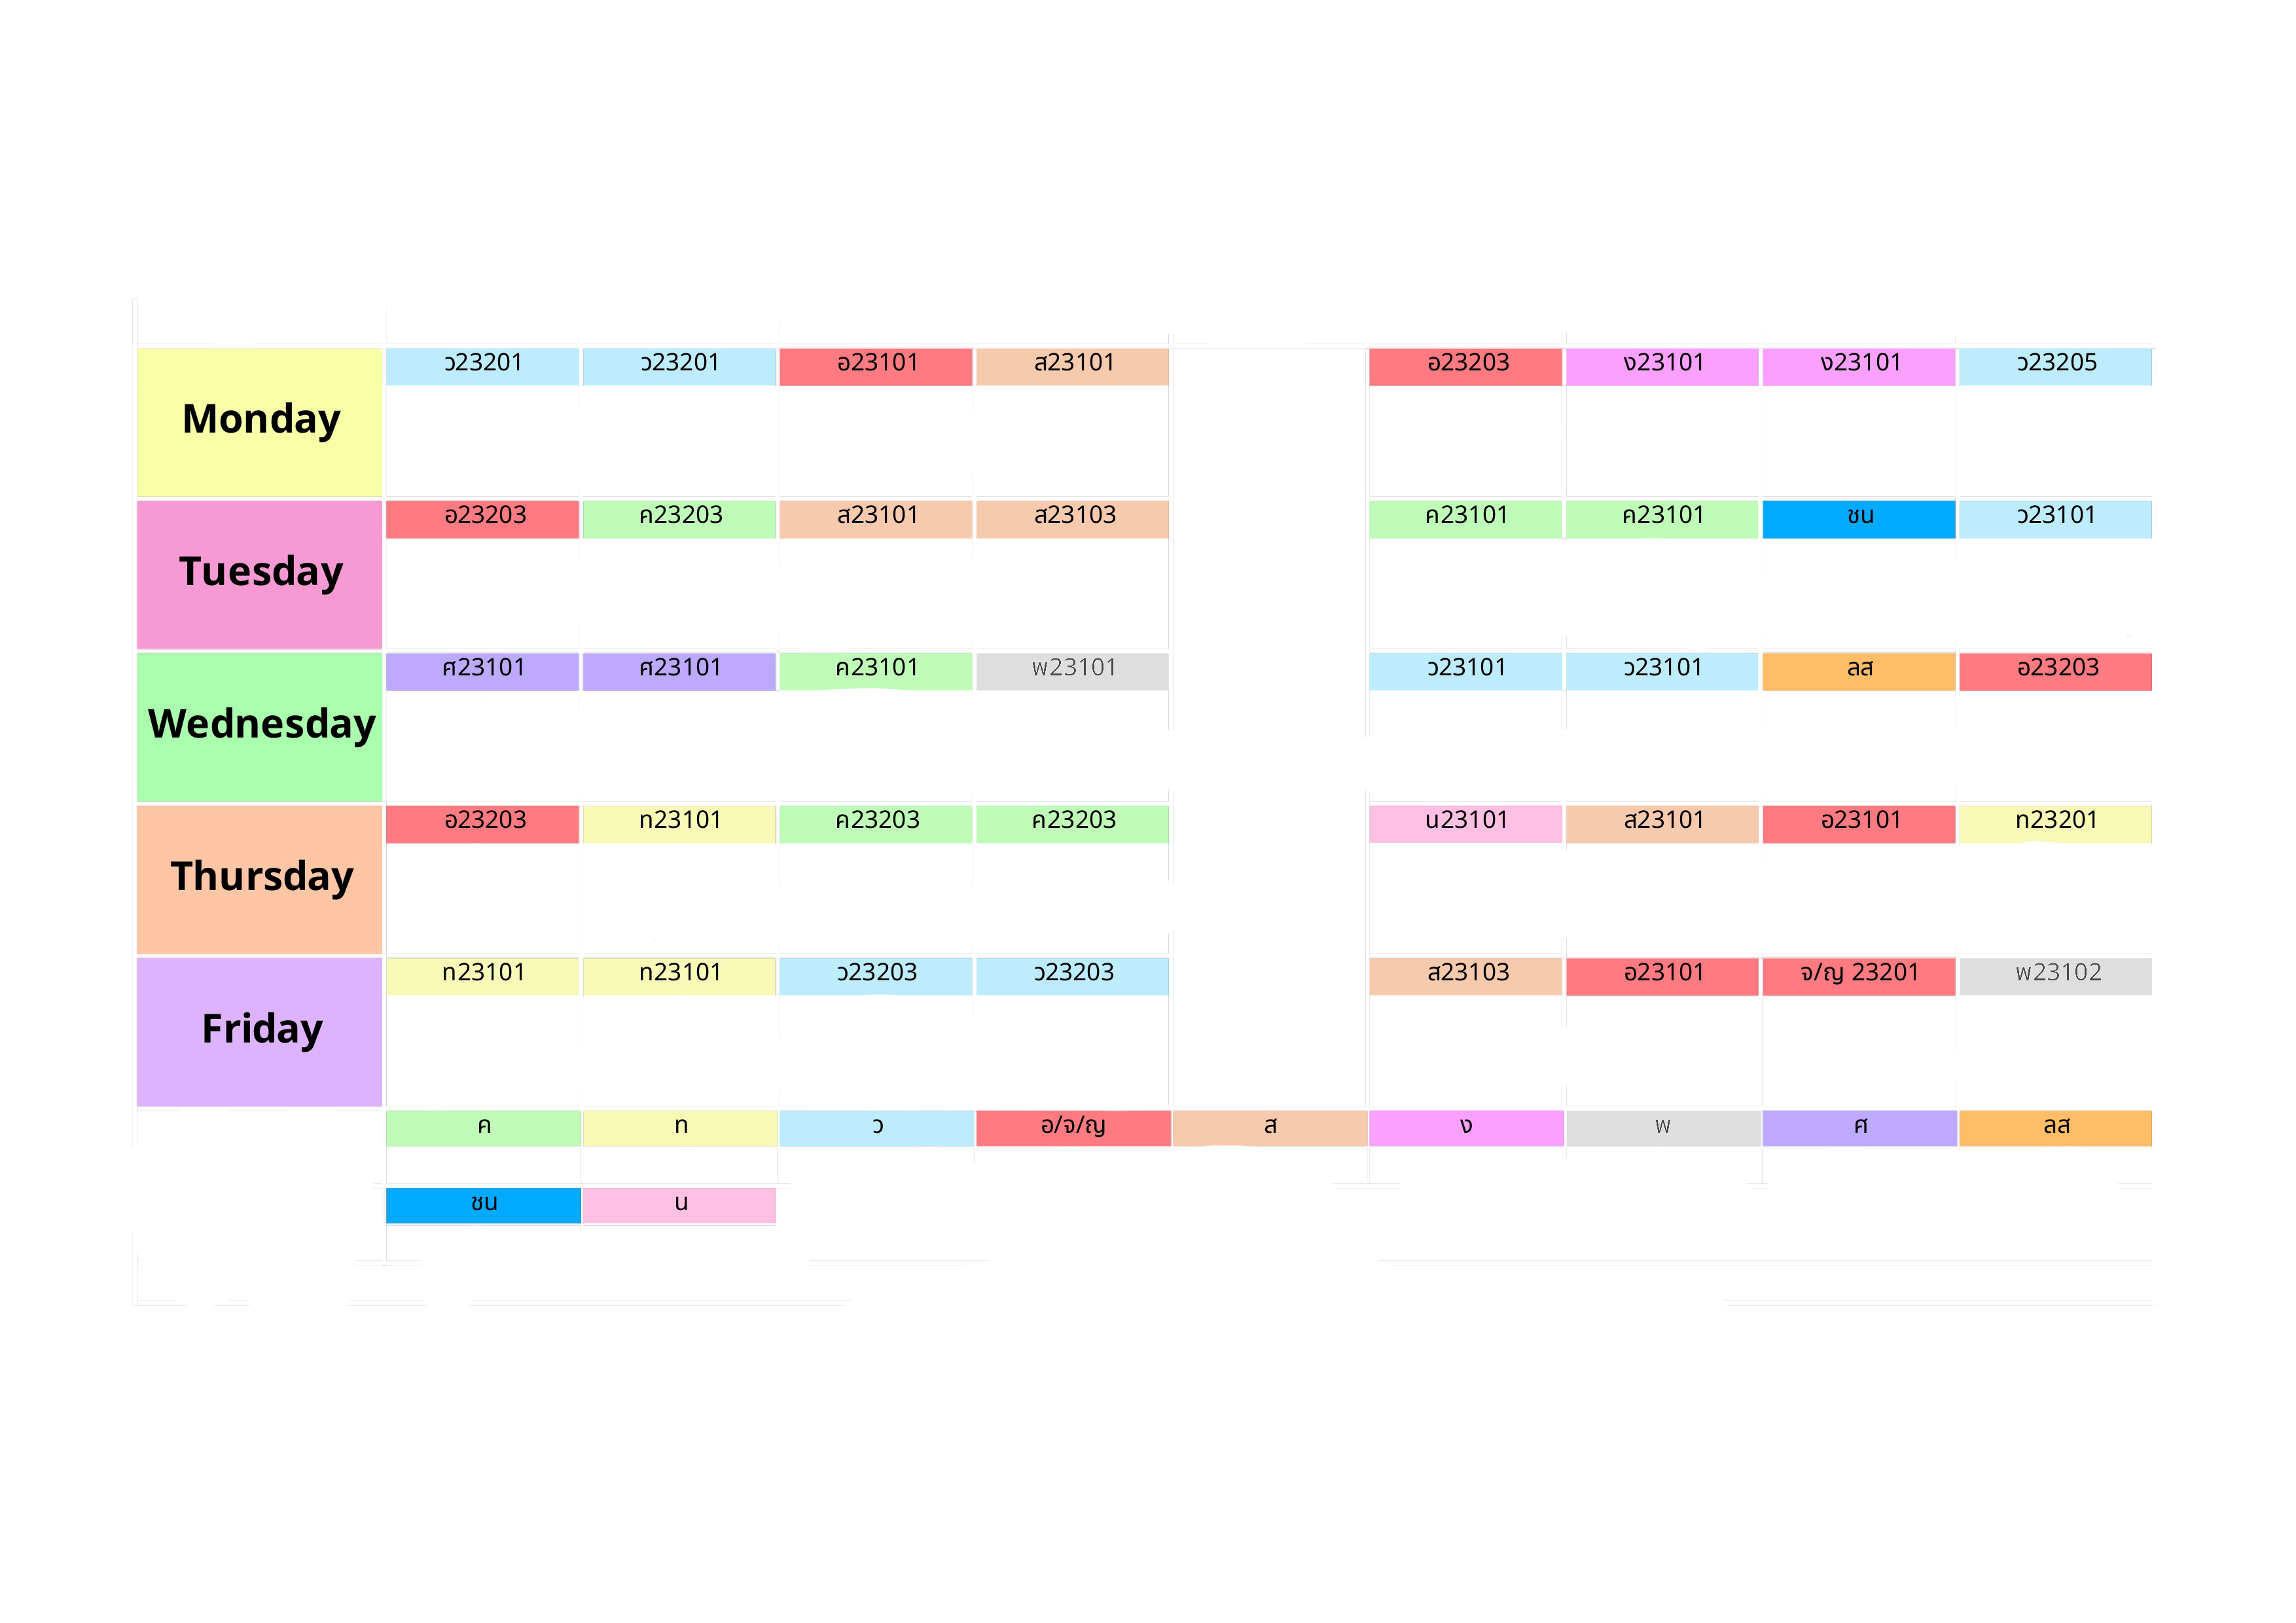 ว23201 ว23201 อ23101 ส23101 อ23203 ง23101 ง23101 ว23205
Monday
อ23203 ค23203 ส23101 ส23103 ค23101 ค23101 ชน ว23101
Tuesday
ศ23101 ศ23101 ค23101 พ23101 ว23101 ว23101 ลส อ23203
Wednesday
อ23203 ท23101 ค23203 ค23203 น23101 ส23101 อ23101 ท23201
Thursday
ท23101 ท23101 ว23203 ว23203 ส23103 อ23101 จ/ญ 23201 พ23102
Friday
ค ท ว อ/จ/ญ ส ง พ ศ ลส
ชน น